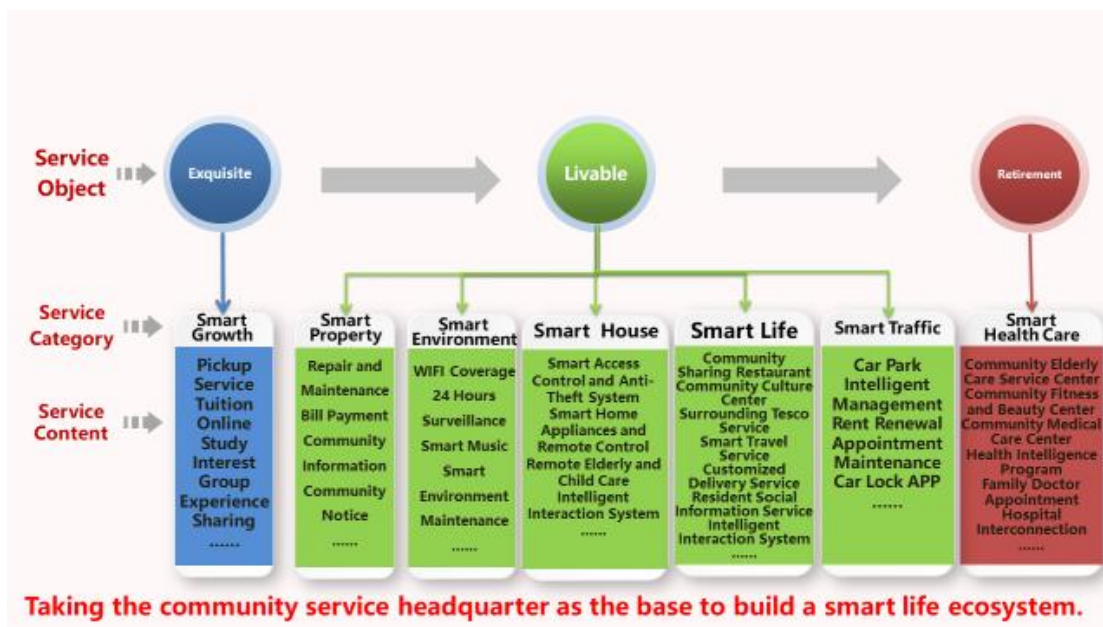 Service
Object
Exquisite
Livable
Retirement
Service
Category
Smart
Growth
Smart
Property
Smart
Environment
Smart House
Smart Life
Smart Traffic
Smart
Health Care
Service
Content
Pickup
Service
Tuition
Online
Study
Interest
Group
Experience
Sharing
......
Repair and
Maintenance
Bill Payment
Community
Information
Community
Notice
......
WIFI Coverage
24 Hours
Surveillance
Smart Music
Smart
Environment
Maintenance
......
Smart Access
Control and Anti-
Theft System
Smart Home
Appliances and
Remote Control
Remote Elderly and
Child Care
Intelligent
Interaction System
......
Community
Sharing Restaurant
Community Culture
Center
Surrounding Tesco
Service
Smart Travel
Service
Customized
Delivery Service
Resident Social
Information Service
Intelligent
Interaction System
......
Car Park
Intelligent
Management
Rent Renewal
Appointment
Maintenance
Car Lock APP
......
Community Elderly
Care Service Center
Community Fitness
and Beauty Center
Community Medical
Care Center
Health Intelligence
Program
Family Doctor
Appointment
Hospital
Interconnection
......
Taking the community service headquarter as the base to build a smart life ecosystem.